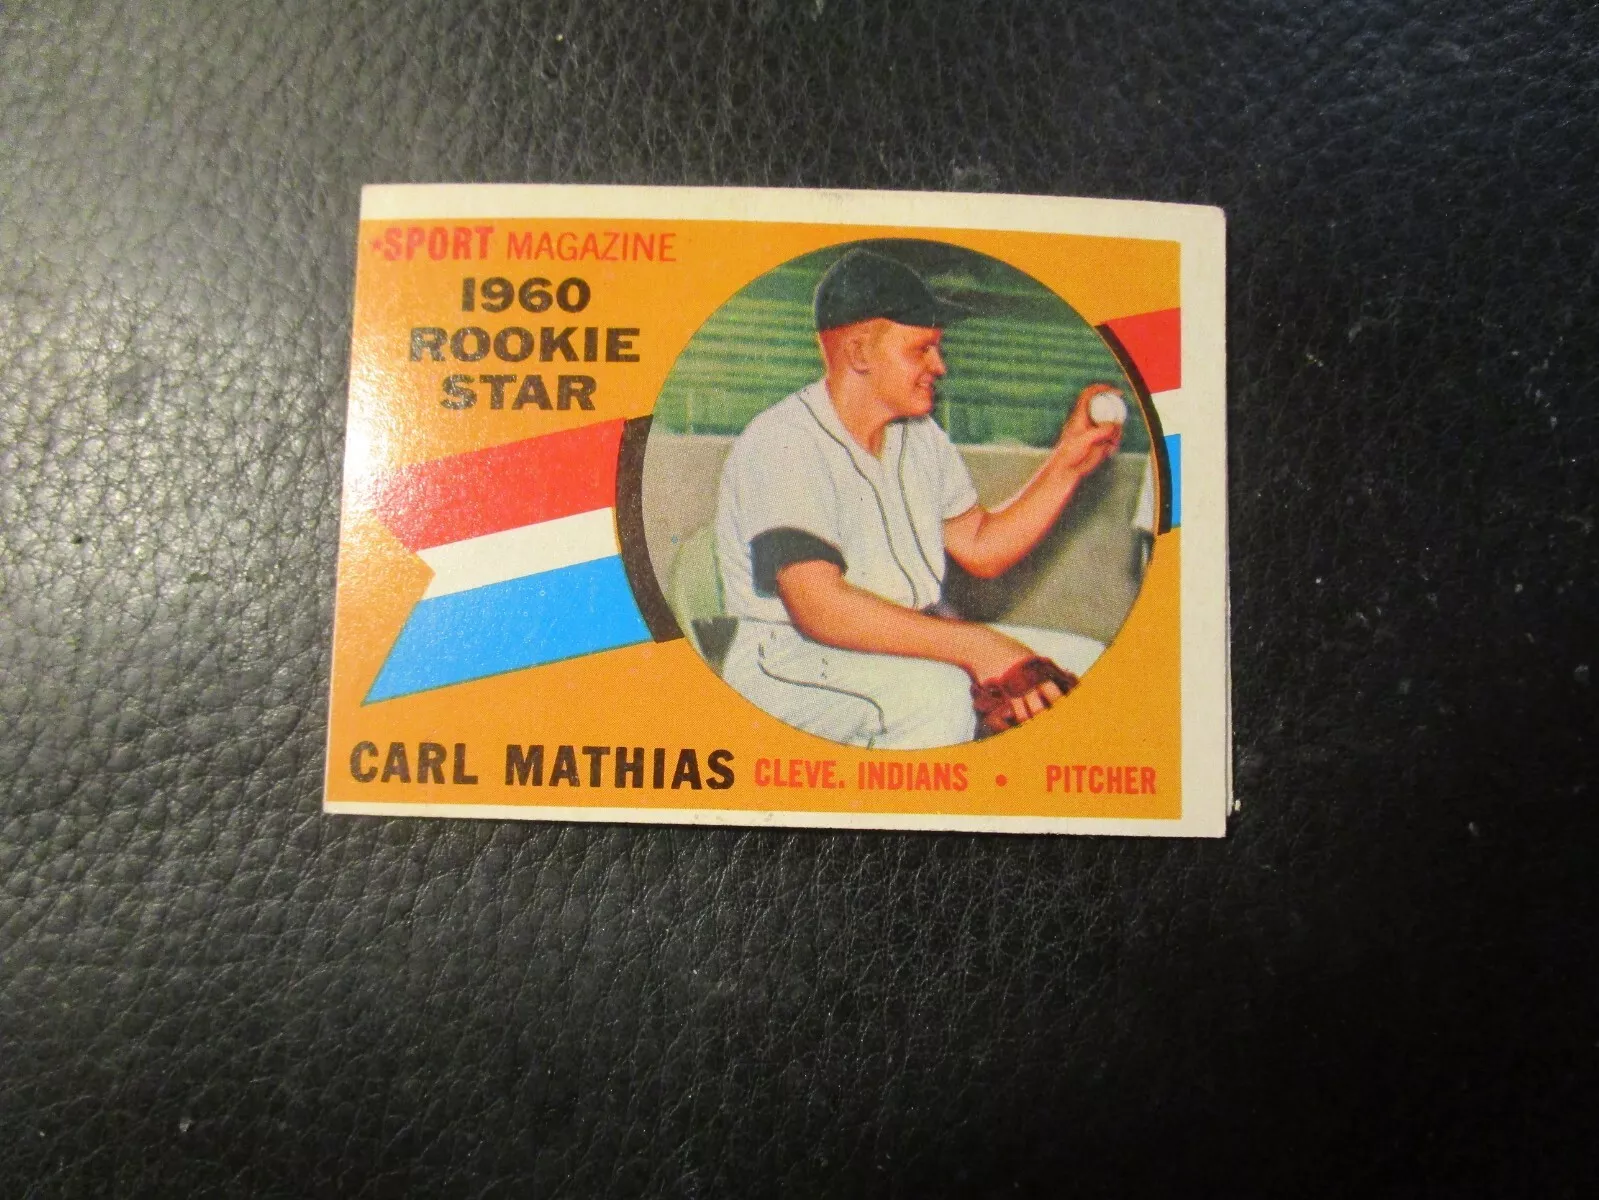 ★SPORT MAGAZINE
1960
ROOKIE
STAR
CARL MATHIAS CLEVE. INDIANS • PITCHER